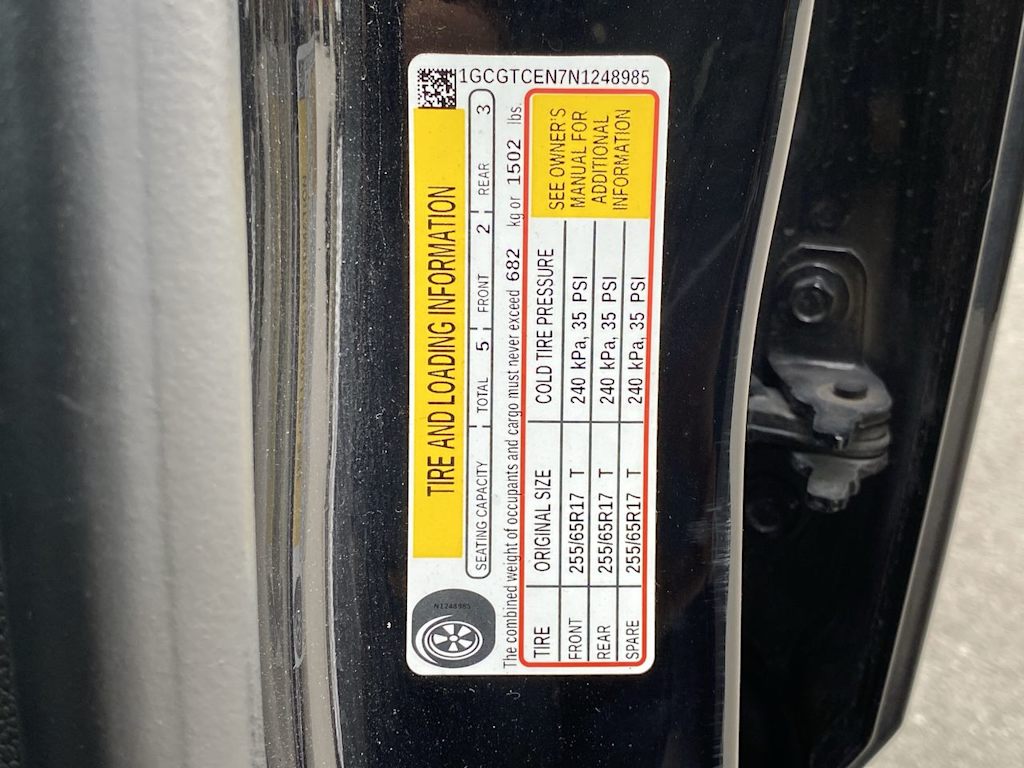 1GCGTCEN7N1248985
TIRE AND LOADING INFORMATION
SEATING CAPACITY TOTAL 5 FRONT 2 REAR 3
The combined weight of occupants and cargo must never exceed 682 kg or 1502 lbs.
TIRE ORIGINAL SIZE COLD TIRE PRESSURE
FRONT 255/65R17 T 240 kPa, 35 PSI
REAR 255/65R17 T 240 kPa, 35 PSI
SPARE 255/65R17 T 240 kPa, 35 PSI
SEE OWNER'S
MANUAL FOR
ADDITIONAL
INFORMATION
N1248985